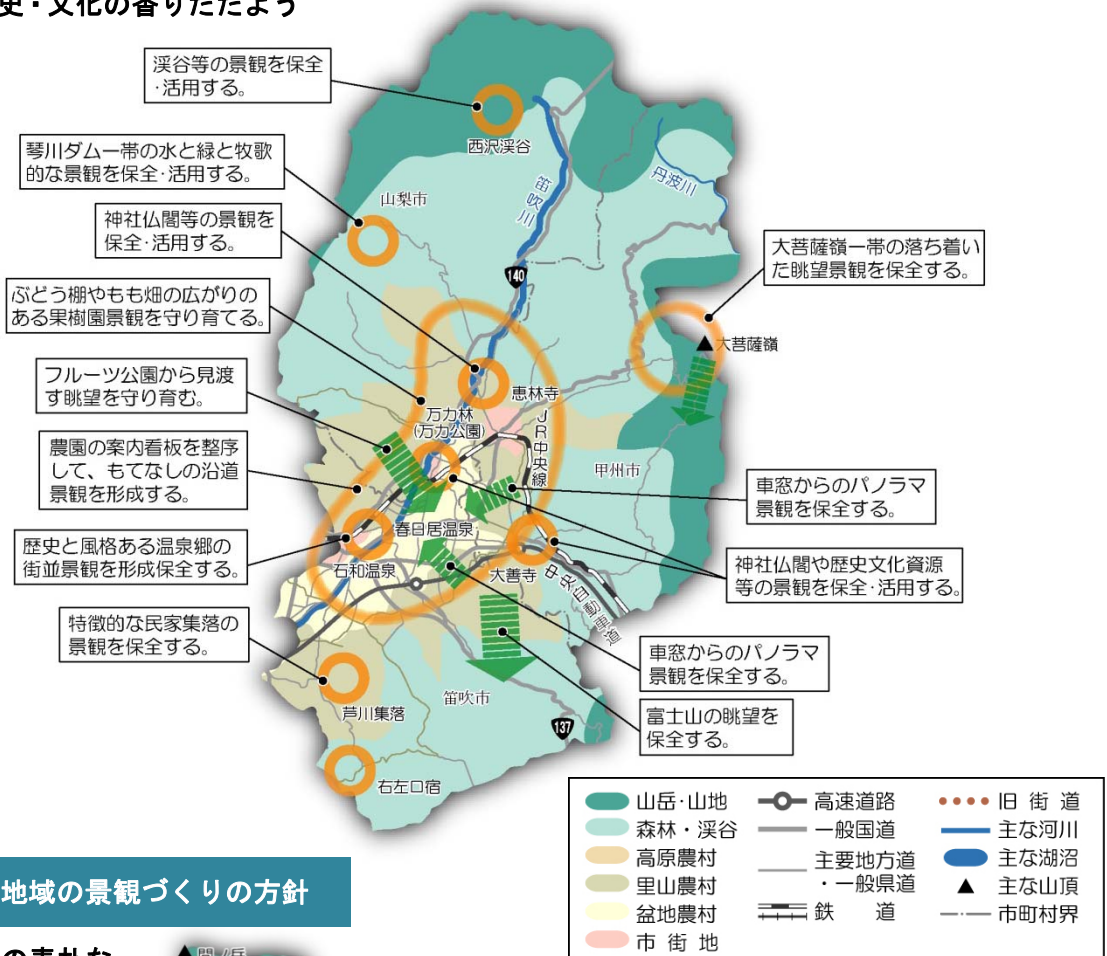 史・文化の香りただよう
渓谷等の景観を保全
・活用する。
琴川ダム一帯の水と緑と牧歌
的な景観を保全・活用する。
神社仏閣等の景観を
保全・活用する。
ぶどう棚やもも畑の広がりの
ある果樹園景観を守り育てる。
フルーツ公園から見渡
す眺望を守り育む。
農園の案内看板を整序
して、もてなしの沿道
景観を形成する。
歴史と風格ある温泉郷の
街並景観を形成保全する。
特徴的な民家集落の
景観を保全する。
西沢渓谷
山梨市
笛吹川
丹波川
140
大菩薩嶺一帯の落ち着い
た眺望景観を保全する。
大菩薩嶺
恵林寺
万力林
(万力公園)
JR中央線
甲州市
春日居温泉
石和温泉
大善寺
中央自動車道
車窓からのパノラマ
景観を保全する。
神社仏閣や歴史文化資源
等の景観を保全・活用する。
車窓からのパノラマ
景観を保全する。
富士山の眺望を
保全する。
芦川集落
笛吹市
137
右左口宿
山岳・山地
森林・渓谷
高原農村
里山農村
盆地農村
市街地
高速道路
一般国道
主要地方道
・一般県道
鉄道
旧街道
主な河川
主な湖沼
主な山頂
市町村界
地域の景観づくりの方針